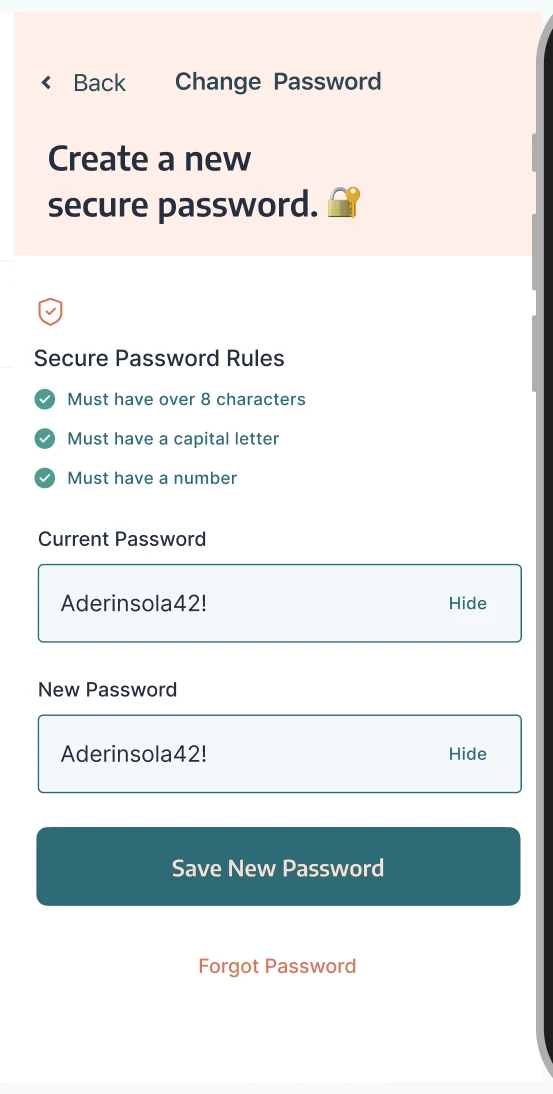 Back Change Password
Create a new
secure password. 🔐
Secure Password Rules
Must have over 8 characters
Must have a capital letter
Must have a number
Current Password
Aderinsola42! Hide
New Password
Aderinsola42! Hide
Save New Password
Forgot Password